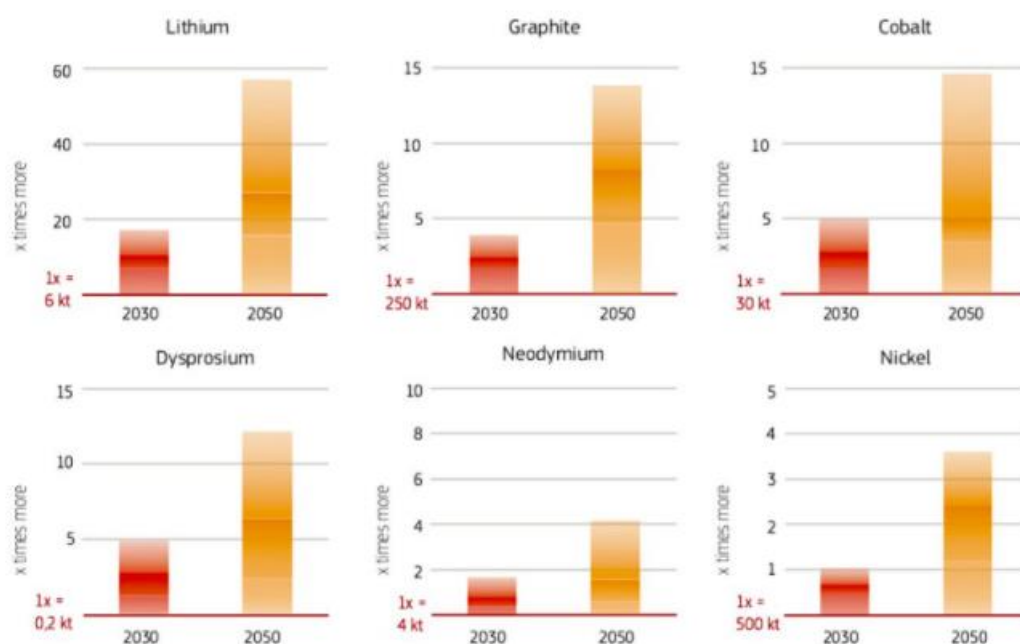 Lithium
60
40
20
x times more
1x =
6 kt
2030
2050
Graphite
15
10
5
x times more
1x =
250 kt
2030
2050
Cobalt
15
10
5
x times more
1x =
30 kt
2030
2050
Dysprosium
15
10
5
x times more
1x =
0,2 kt
2030
2050
Neodymium
10
8
6
4
2
x times more
1x =
4 kt
2030
2050
Nickel
5
4
3
2
1
x times more
1x =
500 kt
2030
2050